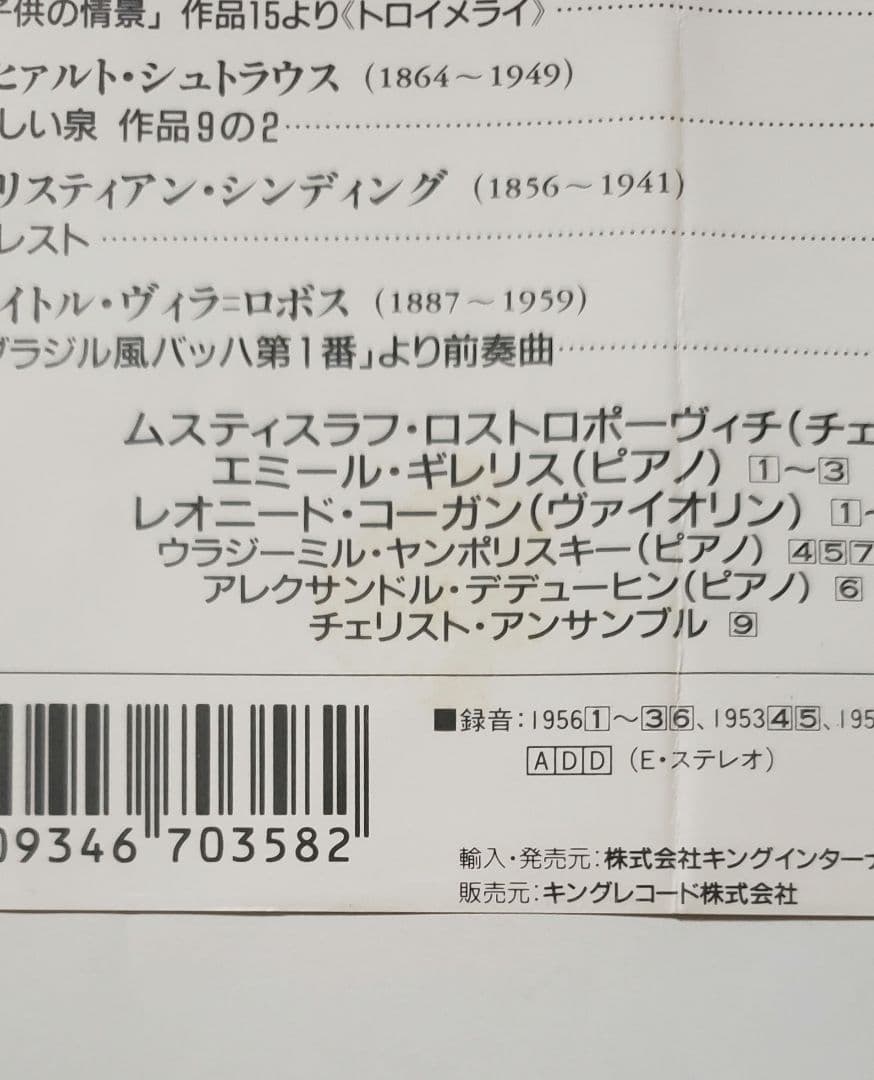 子供の情景」 作品15より《トロイメライ》
ヒァルト・シュトラウス (1864～1949)
しい泉 作品9の2
リスティアン・シンディング (1856～1941)
レスト
イトル・ヴィラ=ロボス (1887～1959)
ブラジル風バッハ第1番」より前奏曲
ムスティスラフ・ロストロポーヴィチ(チェ
エミール・ギレリス(ピアノ) 1～3
レオニード・コーガン(ヴァイオリン) 1～
ウラジーミル・ヤンポリスキー(ピアノ) 457
アレクサンドル・デデューヒン(ピアノ) 6
チェリスト・アンサンブル 9
■録音:1956 1～36、1953 45、195
ADD (E・ステレオ)
09346 703582
輸入・発売元:株式会社キングインターナ
販売元:キングレコード株式会社